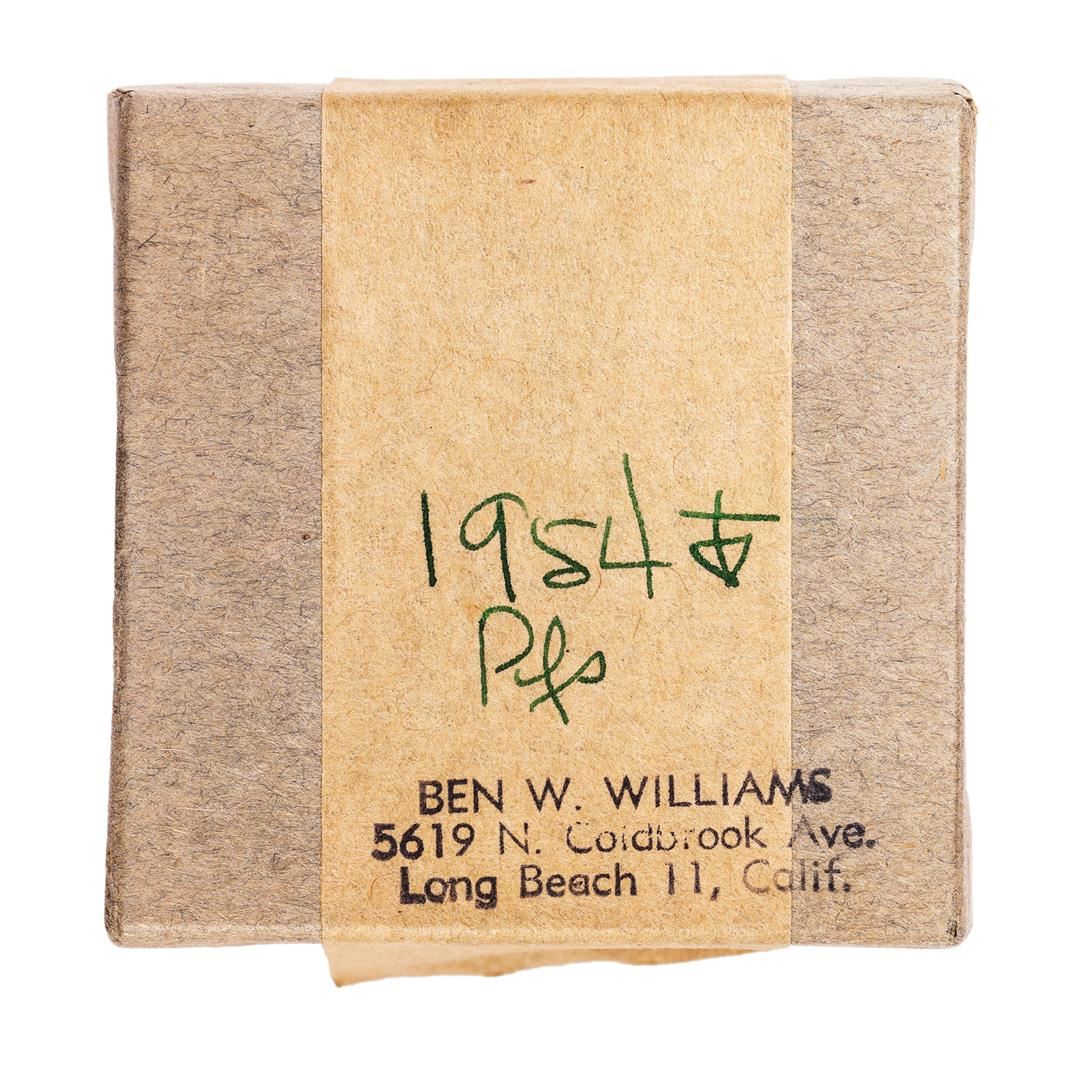 1954
Pfs
BEN W. WILLIAMS
5619 N. Coldbrook Ave.
Long Beach 11, Calif.